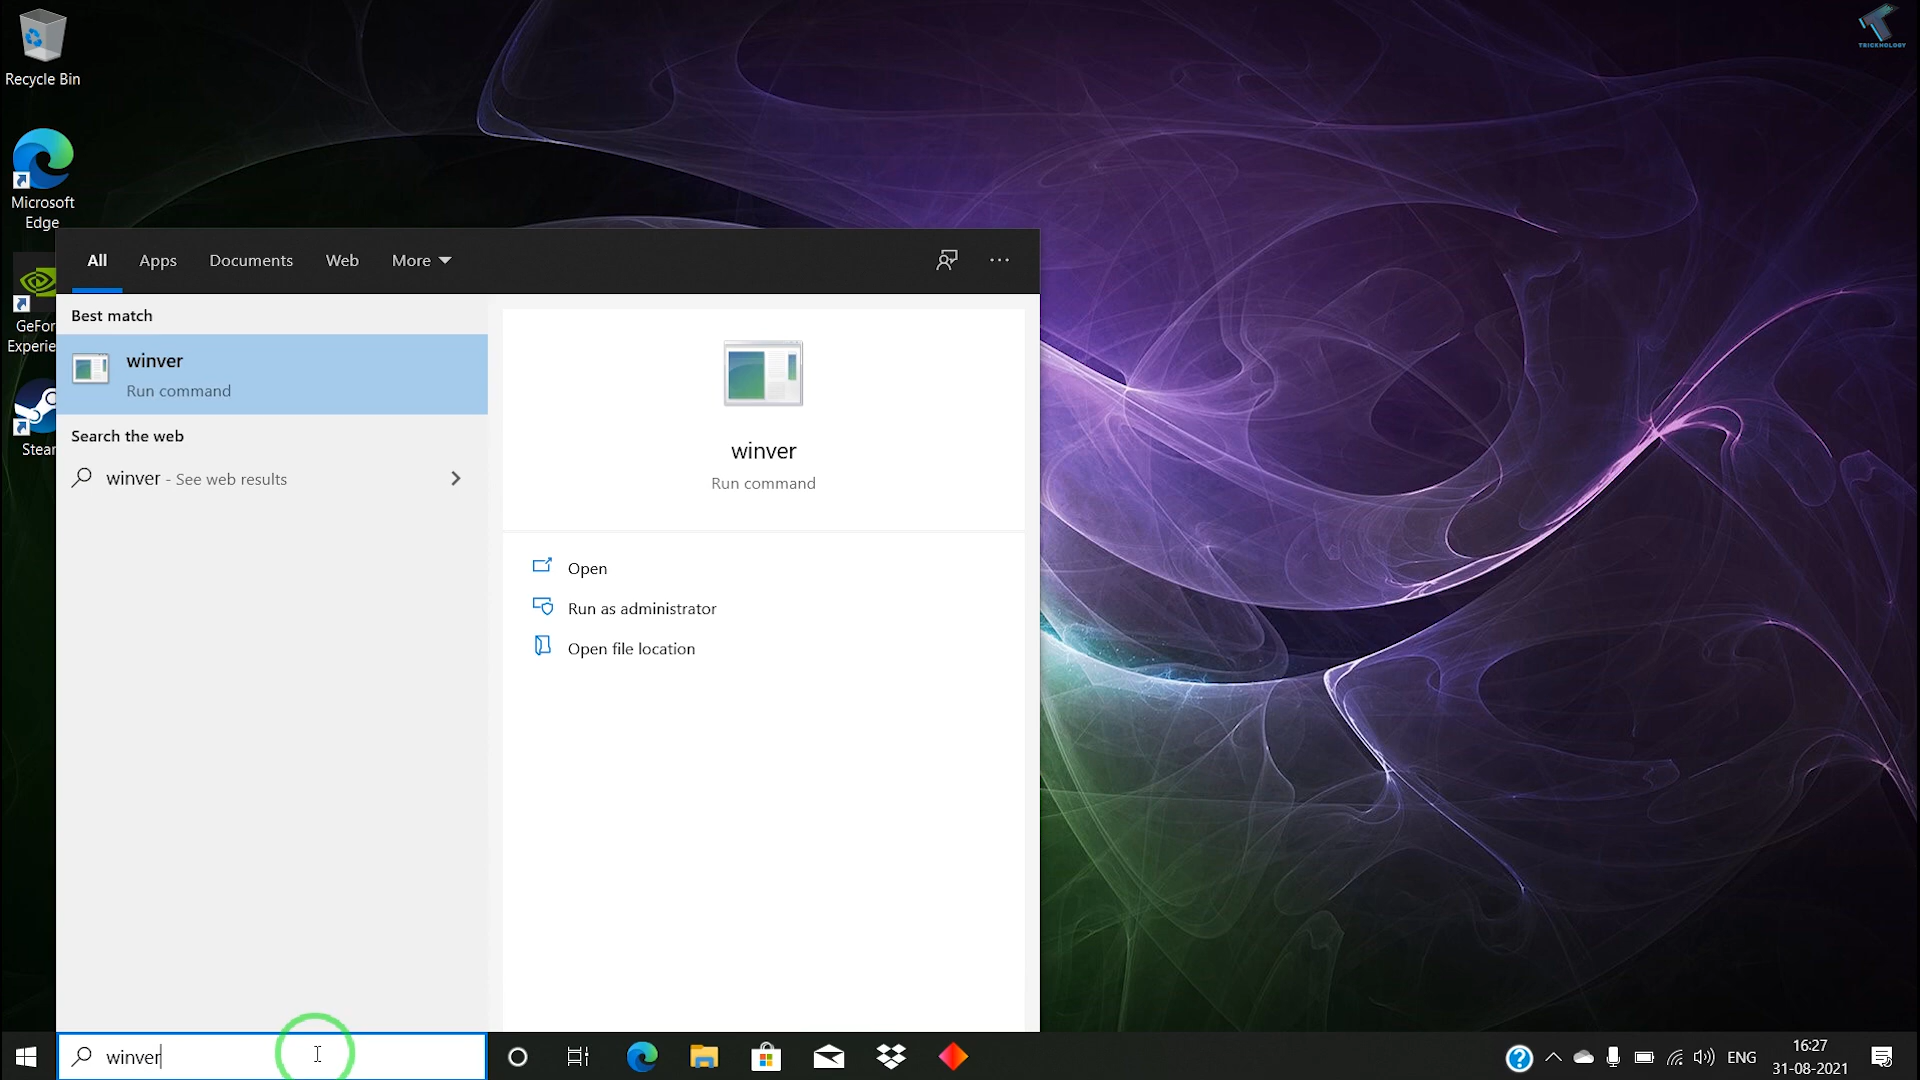 Recycle Bin
TRICKNOLOGY
Microsoft
Edge
GeFor
Experie
Stear
All Apps Documents Web More
Best match
winver
Run command
Search the web
winver - See web results
winver
Run command
Open
Run as administrator
Open file location
winver
ENG
16:27
31-08-2021